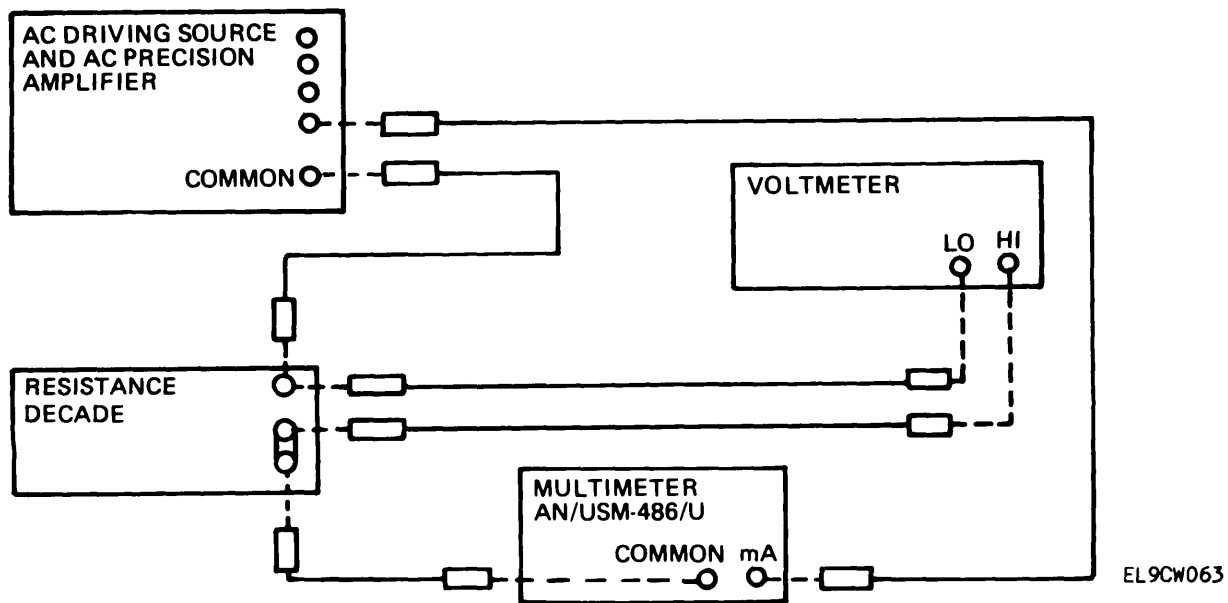 AC DRIVING SOURCE
AND AC PRECISION
AMPLIFIER
COMMON
VOLTMETER
LO HI
RESISTANCE
DECADE
MULTIMETER
AN/USM-486/U
COMMON mA
EL9CW063